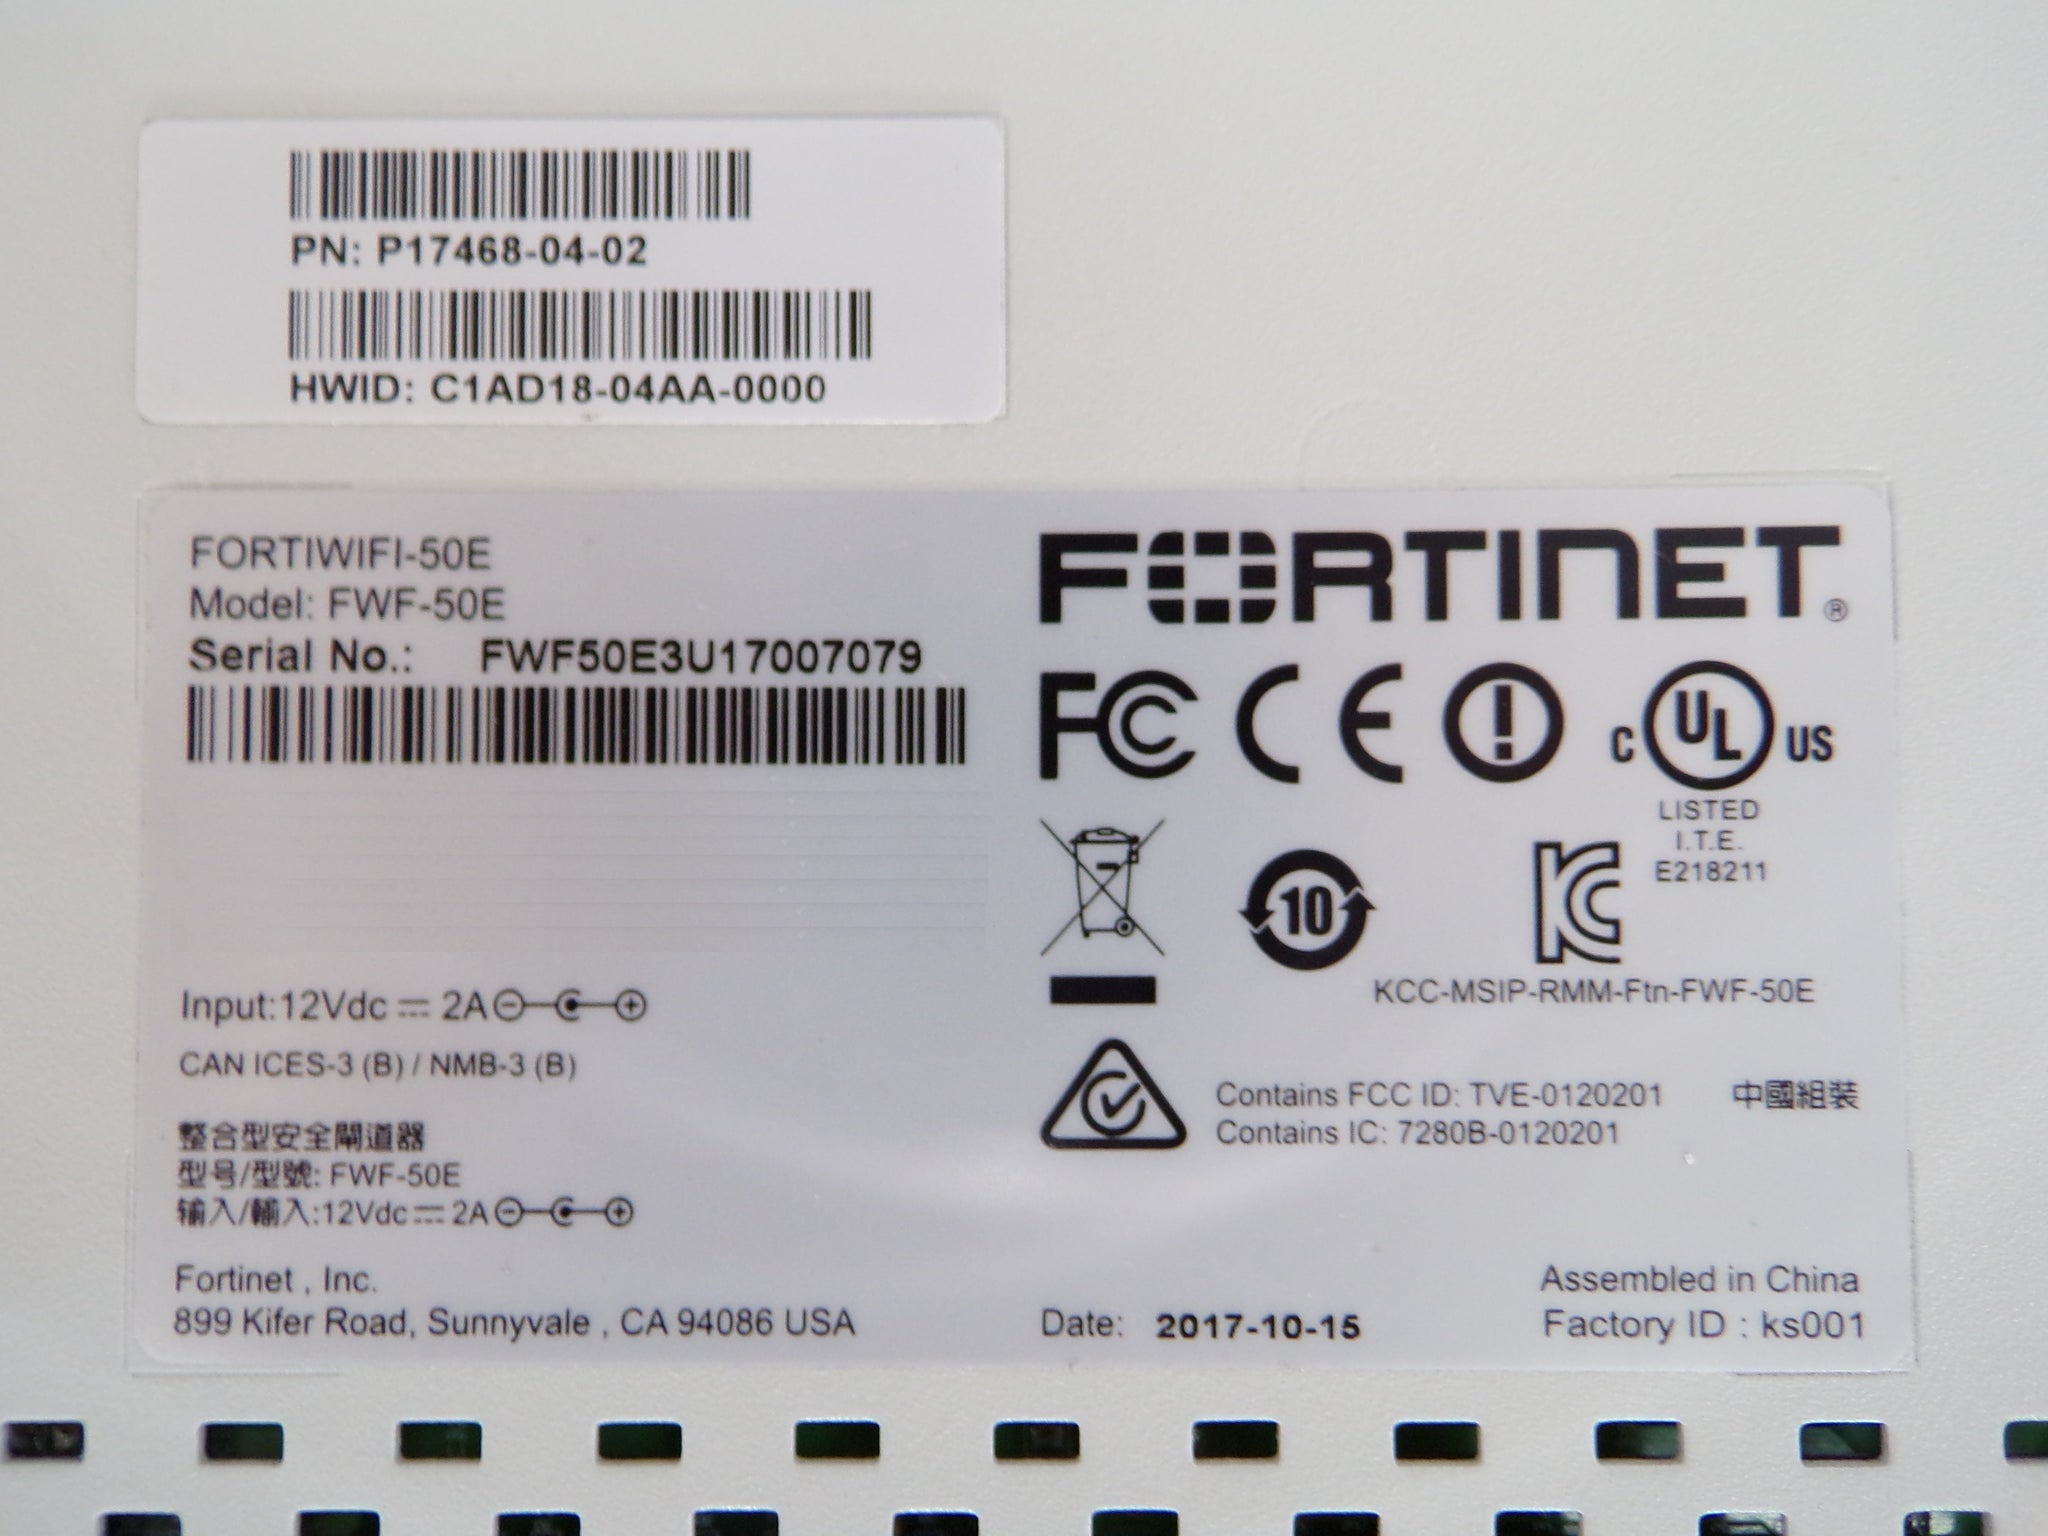 PN: P17468-04-02
HWID: C1AD18-04AA-0000
FORTIWIFI-50E
Model: FWF-50E
Serial No.: FWF50E3U17007079
Input:12Vdc ⎓ 2A
CAN ICES-3 (B) / NMB-3 (B)
整合型安全閘道器
型号/型號: FWF-50E
输入/輸入:12Vdc ⎓ 2A
Fortinet , Inc.
899 Kifer Road, Sunnyvale , CA 94086 USA
FORTINET®
FC CE
C UL US
LISTED
I.T.E.
E218211
10
KC
KCC-MSIP-RMM-Ftn-FWF-50E
Contains FCC ID: TVE-0120201
Contains IC: 7280B-0120201
中國組裝
Date: 2017-10-15
Assembled in China
Factory ID : ks001